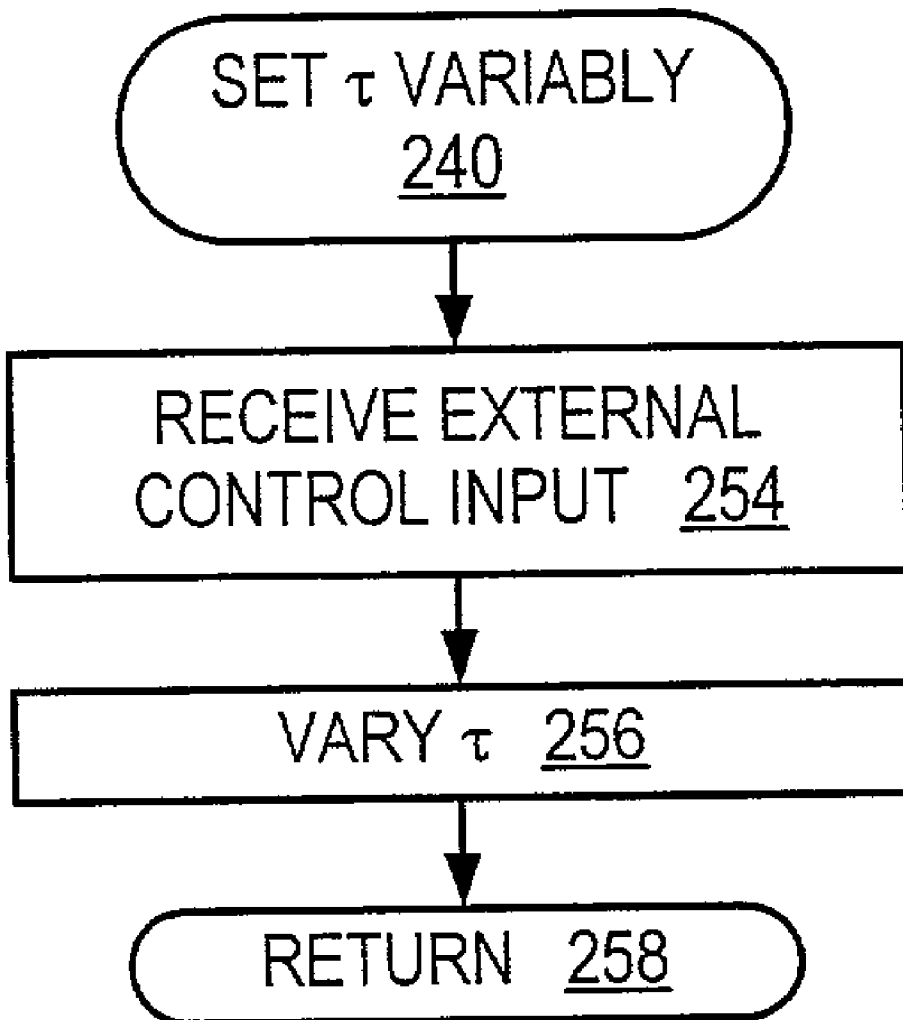 SET τ VARIABLY
240
RECEIVE EXTERNAL
CONTROL INPUT 254
VARY τ 256
RETURN 258